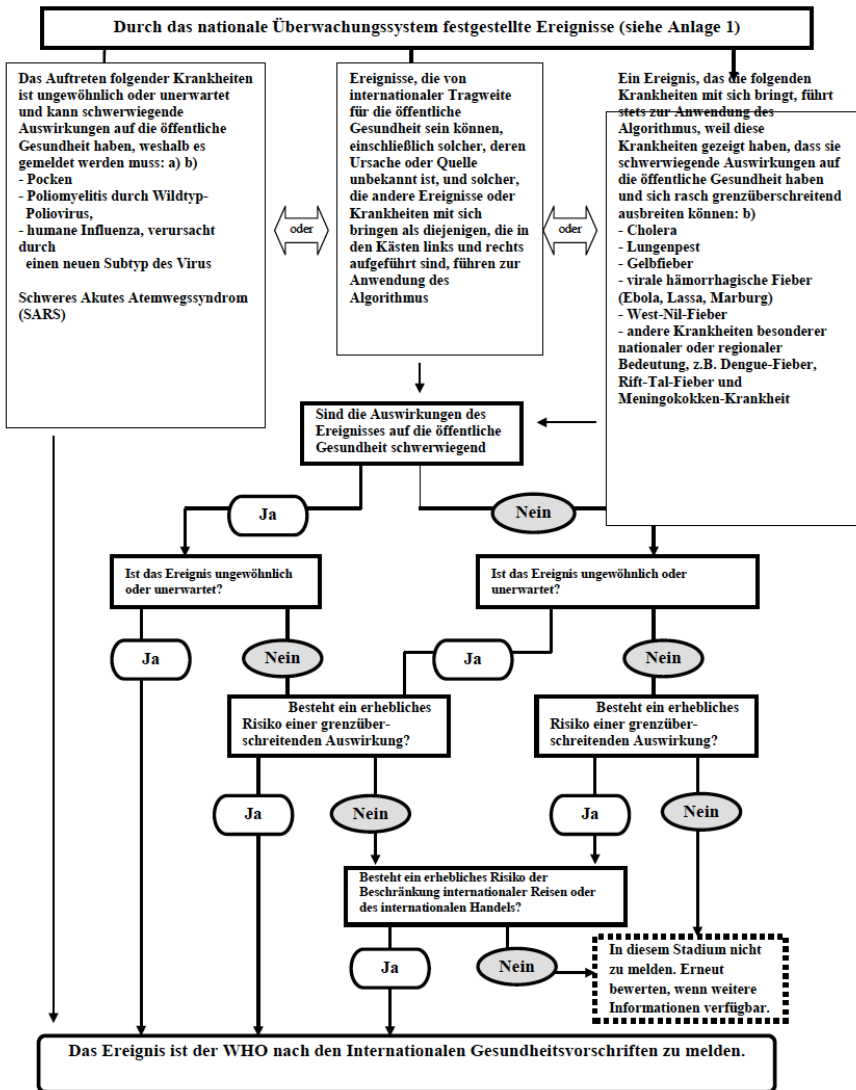 Durch das nationale Überwachungssystem festgestellte Ereignisse (siehe Anlage 1)
Das Auftreten folgender Krankheiten
ist ungewöhnlich oder unerwartet
und kann schwerwiegende
Auswirkungen auf die öffentliche
Gesundheit haben, weshalb es
gemeldet werden muss: a) b)
- Pocken
- Poliomyelitis durch Wildtyp-
Poliovirus,
- humane Influenza, verursacht
durch
einen neuen Subtyp des Virus
Schweres Akutes Atemwegssyndrom
(SARS)
oder
Ereignisse, die von
internationaler Tragweite
für die öffentliche
Gesundheit sein können,
einschließlich solcher, deren
Ursache oder Quelle
unbekannt ist, und solcher,
die andere Ereignisse oder
Krankheiten mit sich
bringen als diejenigen, die in
den Kästen links und rechts
aufgeführt sind, führen zur
Anwendung des
Algorithmus
oder
Ein Ereignis, das die folgenden
Krankheiten mit sich bringt, führt
stets zur Anwendung des
Algorithmus, weil diese
Krankheiten gezeigt haben, dass sie
schwerwiegende Auswirkungen auf
die öffentliche Gesundheit haben
und sich rasch grenzüberschreitend
ausbreiten können: b)
- Cholera
- Lungenpest
- Gelbfieber
- virale hämorrhagische Fieber
(Ebola, Lassa, Marburg)
- West-Nil-Fieber
- andere Krankheiten besonderer
nationaler oder regionaler
Bedeutung, z.B. Dengue-Fieber,
Rift-Tal-Fieber und
Meningokokken-Krankheit
Sind die Auswirkungen des
Ereignisses auf die öffentliche
Gesundheit schwerwiegend
Ja
Nein
Ist das Ereignis ungewöhnlich
oder unerwartet?
Ist das Ereignis ungewöhnlich oder
unerwartet?
Ja
Nein
Ja
Nein
Besteht ein erhebliches
Risiko einer grenzüber-
schreitenden Auswirkung?
Besteht ein erhebliches
Risiko einer grenzüber-
schreitenden Auswirkung?
Ja
Nein
Ja
Nein
Besteht ein erhebliches Risiko der
Beschränkung internationaler Reisen oder
des internationalen Handels?
Ja
Nein
In diesem Stadium nicht
zu melden. Erneut
bewerten, wenn weitere
Informationen verfügbar.
Das Ereignis ist der WHO nach den Internationalen Gesundheitsvorschriften zu melden.